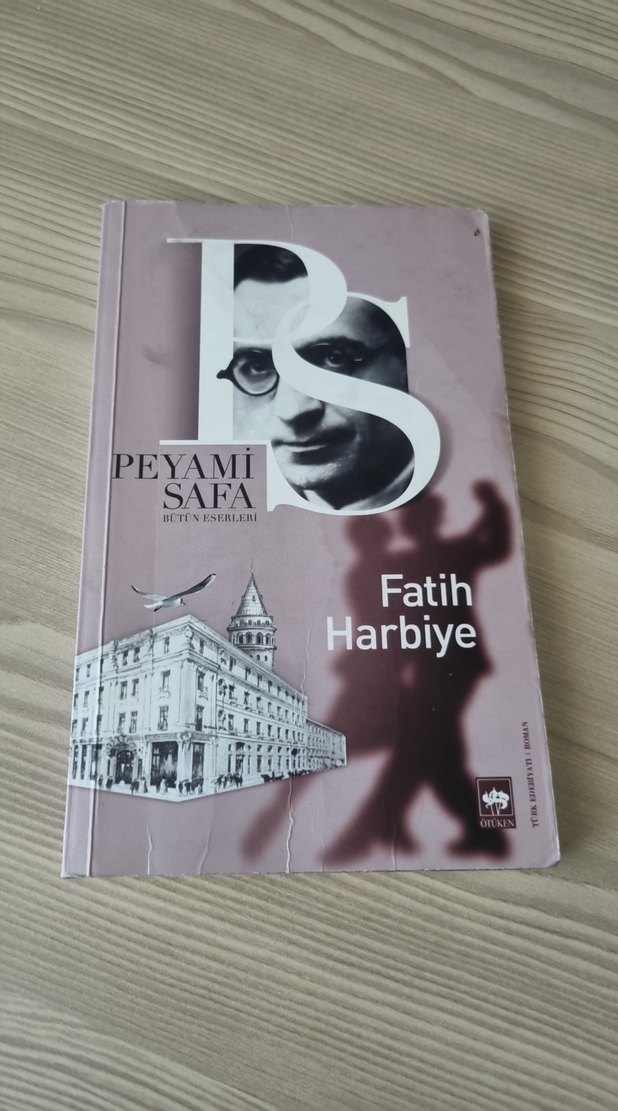 PS
PEYAMİ
SAFA
BÜTÜN ESERLERİ
Fatih
Harbiye
ÖTÜKEN
TÜRK EDEBİYATI : ROMAN